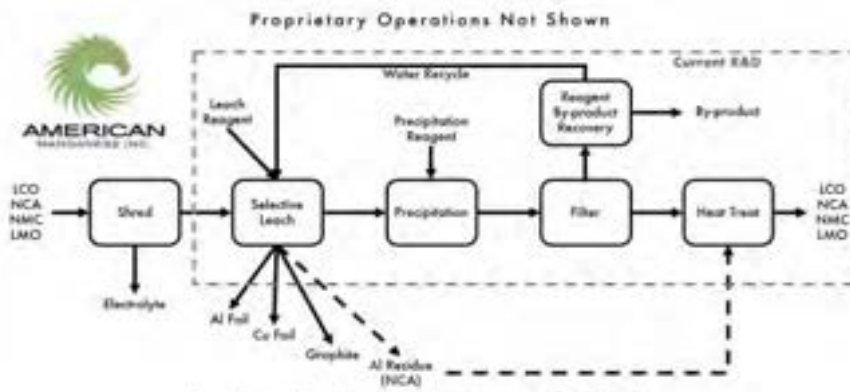 Proprietary Operations Not Shown
Current R&D
Water Recycle
AMERICAN
MANGANESE INC.
Leach
Reagent
Precipitation
Reagent
Reagent
By-product
Recovery
By-product
LCO
NCA
NMC
LMO
Shred
Selective
Leach
Precipitation
Filter
Heat Treat
LCO
NCA
NMC
LMO
Electrolyte
Al Foil
Cu Foil
Graphite
Al Residue
(NCA)